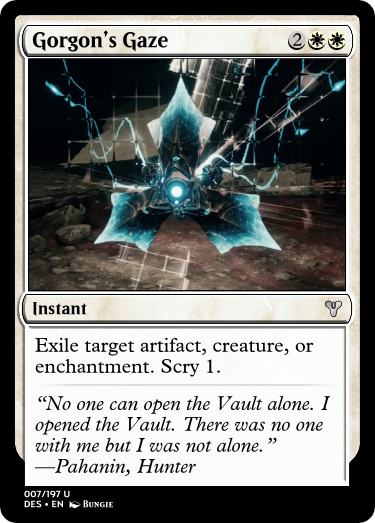 Gorgon's Gaze 2
Instant
Exile target artifact, creature, or
enchantment. Scry 1.
“No one can open the Vault alone. I
opened the Vault. There was no one
with me but I was not alone.”
—Pahanin, Hunter
007/197 U
DES • EN BUNGIE